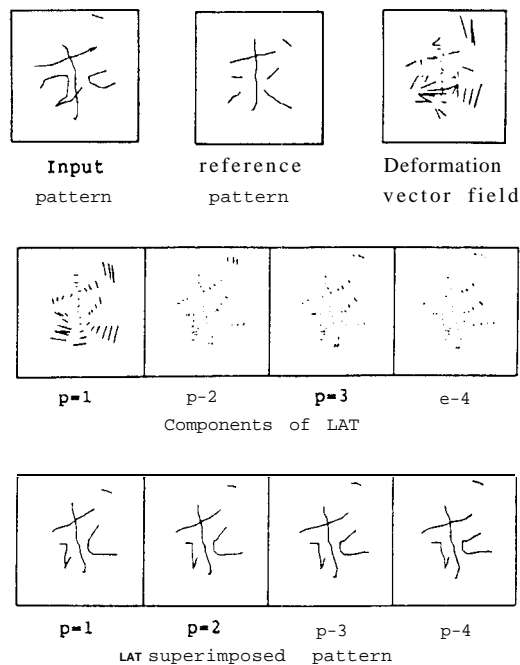 求
Input reference Deformation
pattern pattern vector field
p=1 p-2 p=3 e-4
Components of LAT
p=1 p=2 p-3 p-4
LAT superimposed pattern